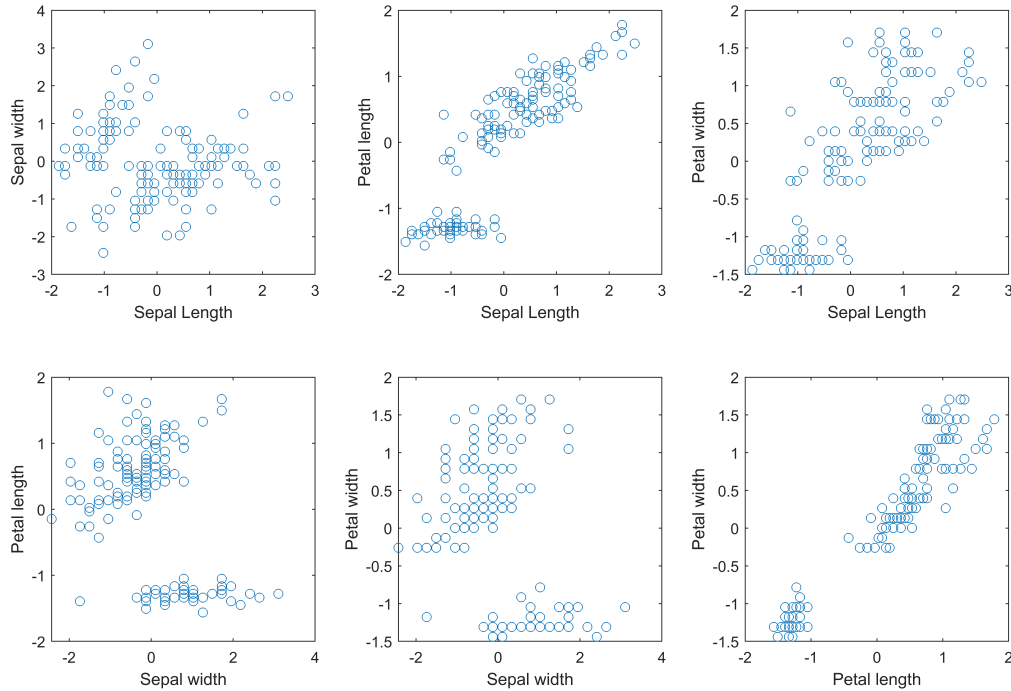 4
3
2
1
0
-1
-2
-3
-2 -1 0 1 2 3
Sepal width
Sepal Length
2
1
0
-1
-2
-2 -1 0 1 2 3
Petal length
Sepal Length
2
1.5
1
0.5
0
-0.5
-1
-1.5
-2 -1 0 1 2 3
Petal width
Sepal Length
2
1
0
-1
-2
-2 0 2 4
Petal length
Sepal width
2
1.5
1
0.5
0
-0.5
-1
-1.5
-2 0 2 4
Petal width
Sepal width
2
1.5
1
0.5
0
-0.5
-1
-1.5
-2 -1 0 1 2
Petal width
Petal length